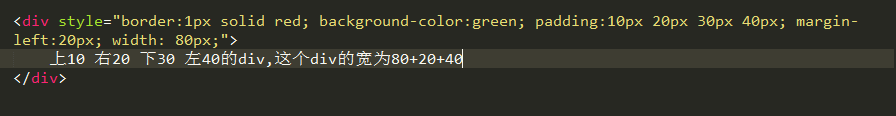 <div style="border:1px solid red; background-color:green; padding:10px 20px 30px 40px; margin-
left:20px; width: 80px;">
上10 右20 下30 左40的div,这个div的宽为80+20+40
</div>